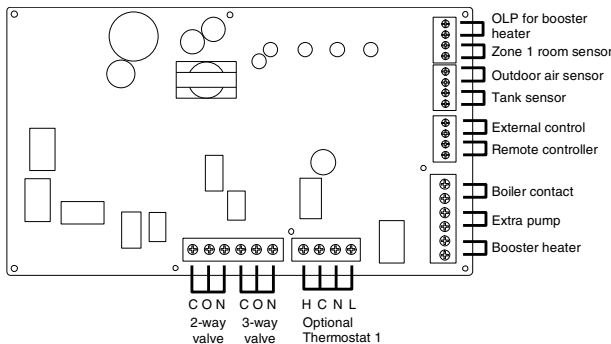 OLP for booster
heater
Zone 1 room sensor
Outdoor air sensor
Tank sensor
External control
Remote controller
Boiler contact
Extra pump
Booster heater
C O N C O N H C N L
2-way 3-way Optional
valve valve Thermostat 1